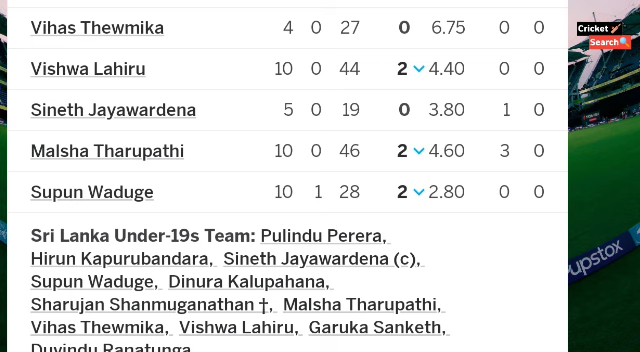 Vihas Thewmika 4 0 27 0 6.75 0 0
Cricket
Search
Vishwa Lahiru 10 0 44 2 4.40 0 0
Sineth Jayawardena 5 0 19 0 3.80 1 0
Malsha Tharupathi 10 0 46 2 4.60 3 0
Supun Waduge 10 1 28 2 2.80 0 0
Sri Lanka Under-19s Team: Pulindu Perera,
Hirun Kapurubandara, Sineth Jayawardena (c),
upstox
Supun Waduge, Dinura Kalupahana,
Sharujan Shanmuganathan †, Malsha Tharupathi,
Vihas Thewmika, Vishwa Lahiru, Garuka Sanketh,
Duvindu Ranatunga